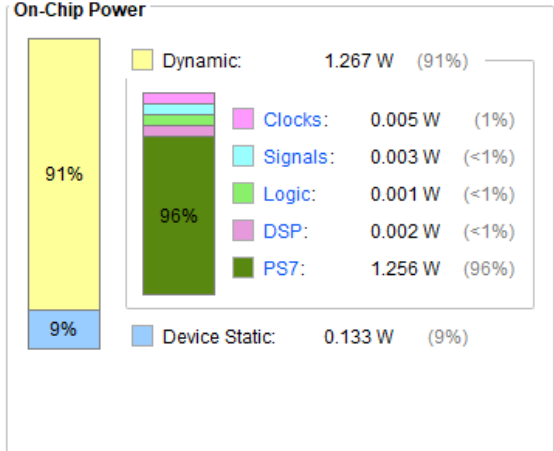 On-Chip Power
Dynamic: 1.267 W (91%)
Clocks: 0.005 W (1%)
Signals: 0.003 W (<1%)
91%
Logic: 0.001 W (<1%)
96%
DSP: 0.002 W (<1%)
PS7: 1.256 W (96%)
9%
Device Static: 0.133 W (9%)